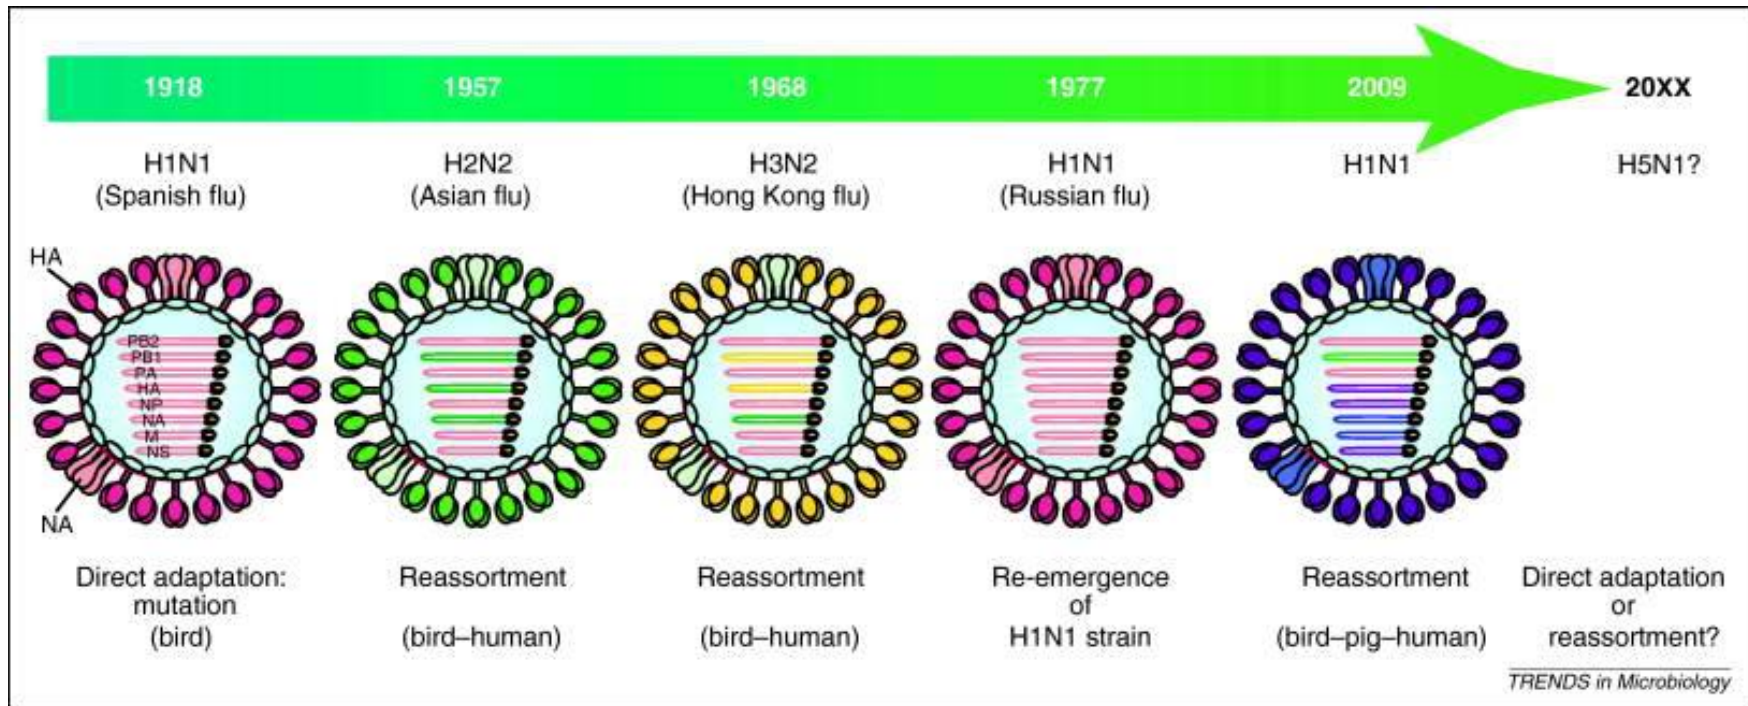 1918 1957 1968 1977 2009 20XX
H1N1 H2N2 H3N2 H1N1 H1N1 H5N1?
(Spanish flu) (Asian flu) (Hong Kong flu) (Russian flu)
HA
PB2
PB1
PA
HA
NP
NA
M
NS
NA
Direct adaptation: Reassortment Reassortment Re-emergence Reassortment Direct adaptation
mutation of or
(bird) (bird–human) (bird–human) H1N1 strain (bird–pig–human) reassortment?
TRENDS in Microbiology